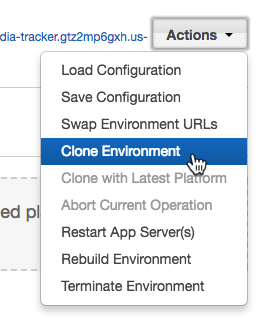 dia-tracker.gtz2mp6gxh.us-
Actions
Load Configuration
Save Configuration
Swap Environment URLs
Clone Environment
Clone with Latest Platform
Abort Current Operation
ed pl
Restart App Server(s)
Rebuild Environment
Terminate Environment